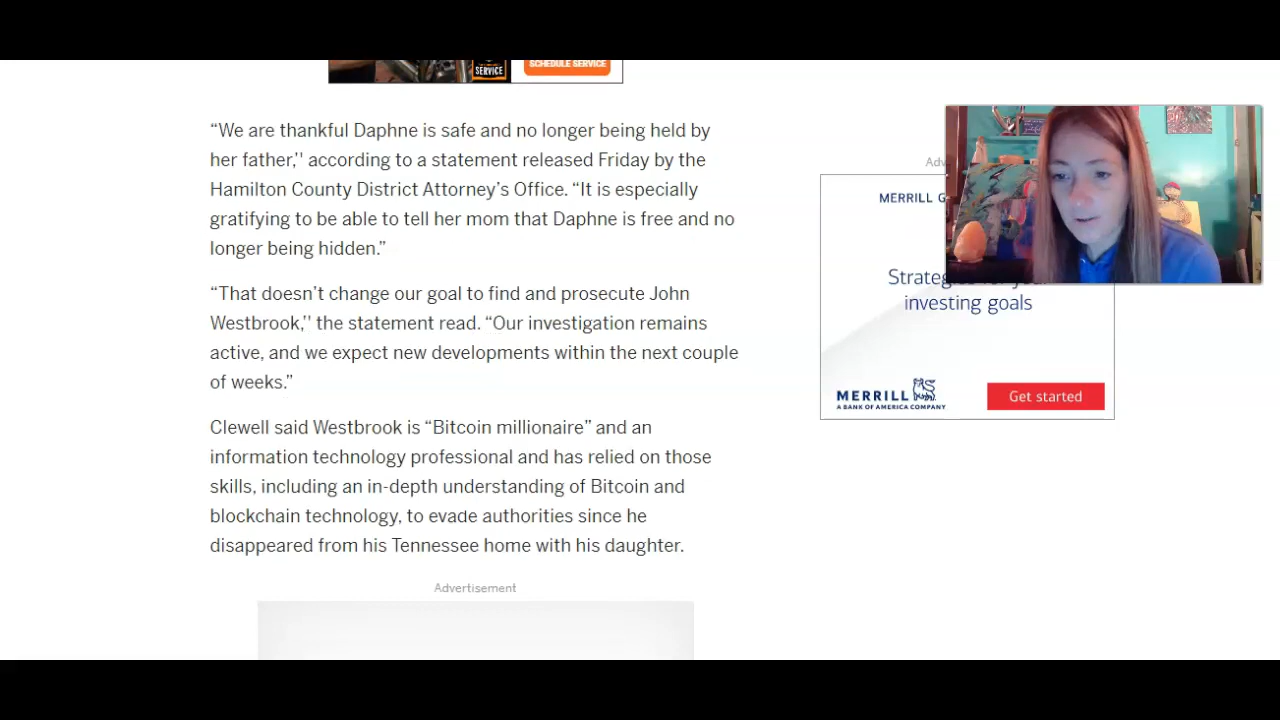 SERVICE
SCHEDULE SERVICE
“We are thankful Daphne is safe and no longer being held by
her father,'' according to a statement released Friday by the
Hamilton County District Attorney’s Office. “It is especially
gratifying to be able to tell her mom that Daphne is free and no
longer being hidden.”
“That doesn’t change our goal to find and prosecute John
Westbrook,'' the statement read. “Our investigation remains
active, and we expect new developments within the next couple
of weeks.”
Clewell said Westbrook is “Bitcoin millionaire” and an
information technology professional and has relied on those
skills, including an in-depth understanding of Bitcoin and
blockchain technology, to evade authorities since he
disappeared from his Tennessee home with his daughter.
Advertisement
MERRILL
investing goals
MERRILL
A BANK OF AMERICA COMPANY
Get started